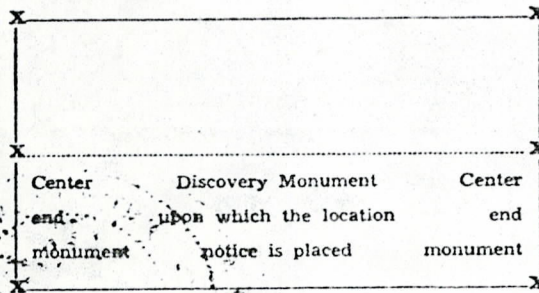 X X
X X
Center Discovery Monument Center
end upon which the location end
monument notice is placed monument
X X